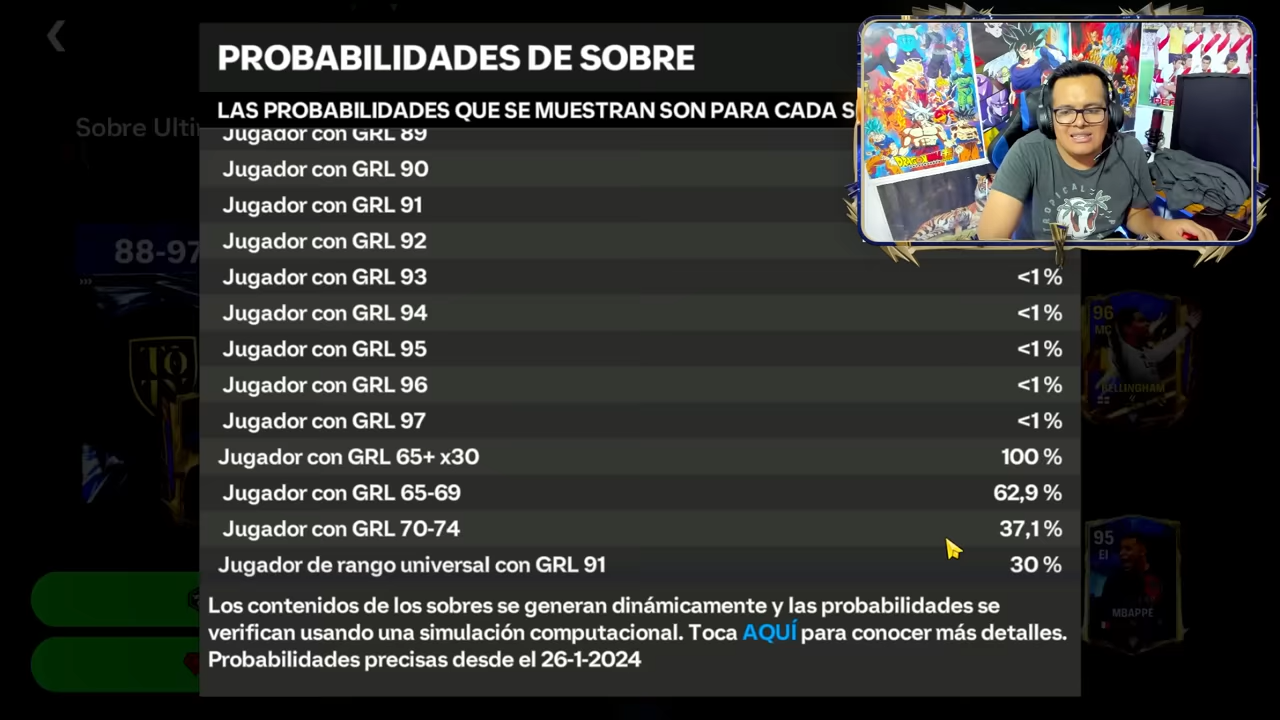 PROBABILIDADES DE SOBRE
LAS PROBABILIDADES QUE SE MUESTRAN SON PARA CADA S
Sobre Ulti
Jugador con GRL 89
Jugador con GRL 90
Jugador con GRL 91
Jugador con GRL 92
88-97
Jugador con GRL 93 <1 %
Jugador con GRL 94 <1 %
Jugador con GRL 95 <1 %
Jugador con GRL 96 <1 %
Jugador con GRL 97 <1 %
Jugador con GRL 65+ x30 100 %
Jugador con GRL 65-69 62,9 %
Jugador con GRL 70-74 37,1 %
Jugador de rango universal con GRL 91 30 %
Los contenidos de los sobres se generan dinámicamente y las probabilidades se
verifican usando una simulación computacional. Toca AQUÍ para conocer más detalles.
Probabilidades precisas desde el 26-1-2024
96
MC
BELLINGHAM
95
EI
MBAPPÉ
DRAGON
TROPICAL